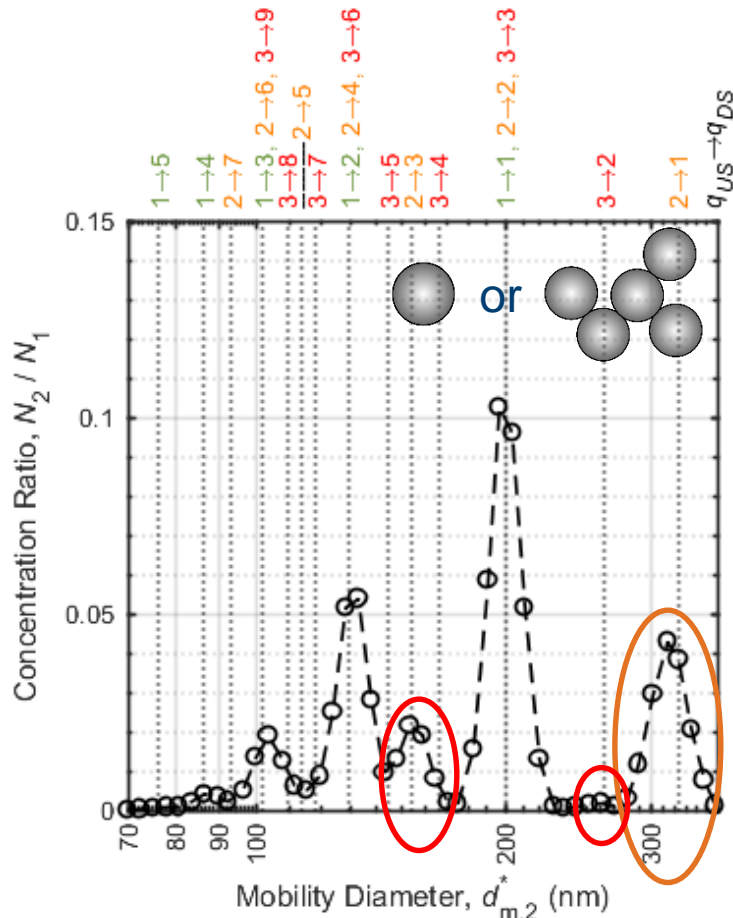 1→5
1→4
2→7
1→3, 2→6, 3→9
3→8
2→5
3→7
1→2, 2→4, 3→6
3→5
2→3
3→4
1→1, 2→2, 3→3
3→2
2→1
q_US→q_DS
0.15
0.1
0.05
0
Concentration Ratio, N_2 / N_1
or
70 80 100 200 300
Mobility Diameter, d*_m,2 (nm)